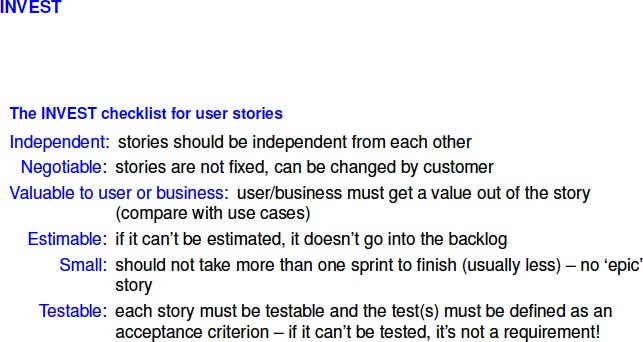 INVEST
The INVEST checklist for user stories
Independent: stories should be independent from each other
Negotiable: stories are not fixed, can be changed by customer
Valuable to user or business: user/business must get a value out of the story
(compare with use cases)
Estimable: if it can't be estimated, it doesn't go into the backlog
Small: should not take more than one sprint to finish (usually less) – no ‘epic’
story
Testable: each story must be testable and the test(s) must be defined as an
acceptance criterion – if it can't be tested, it's not a requirement!